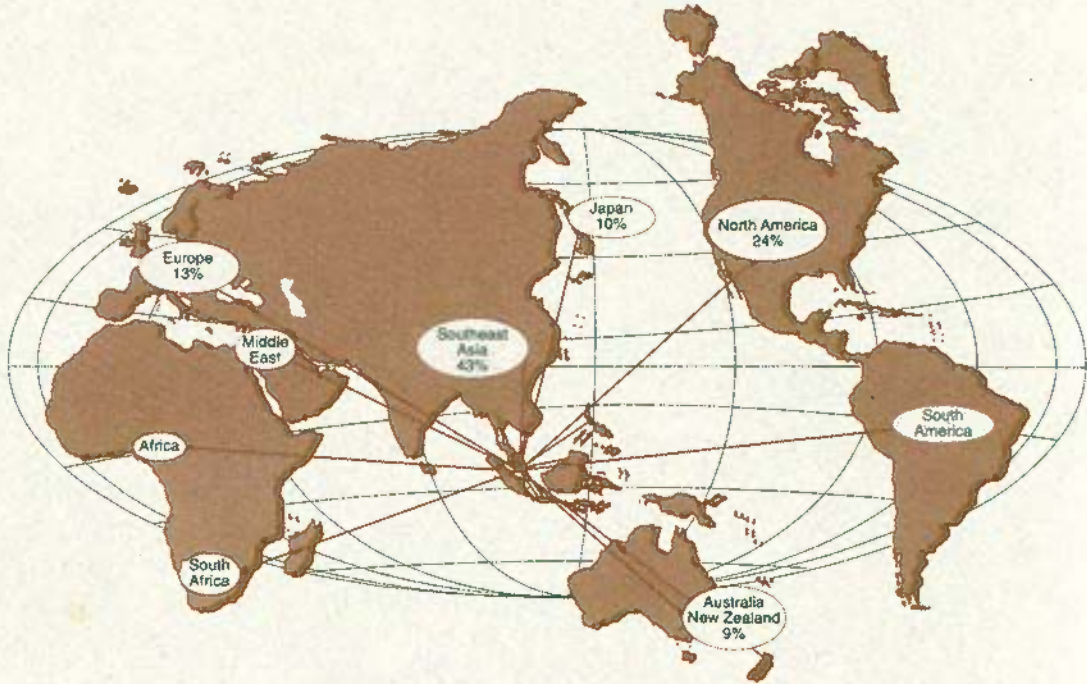 Japan
10%
North America
24%
Europe
13%
Middle
East
Southeast
Asia
43%
South
America
Africa
South
Africa
Australia
New Zealand
9%